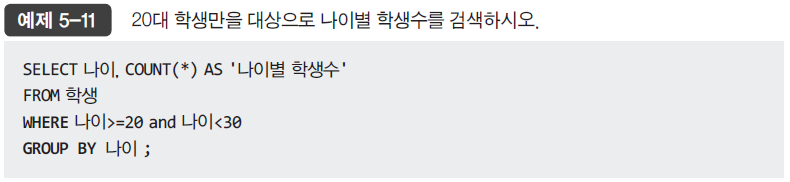 예제 5-11 20대 학생만을 대상으로 나이별 학생수를 검색하시오.
SELECT 나이, COUNT(*) AS '나이별 학생수'
FROM 학생
WHERE 나이>=20 and 나이<30
GROUP BY 나이 ;